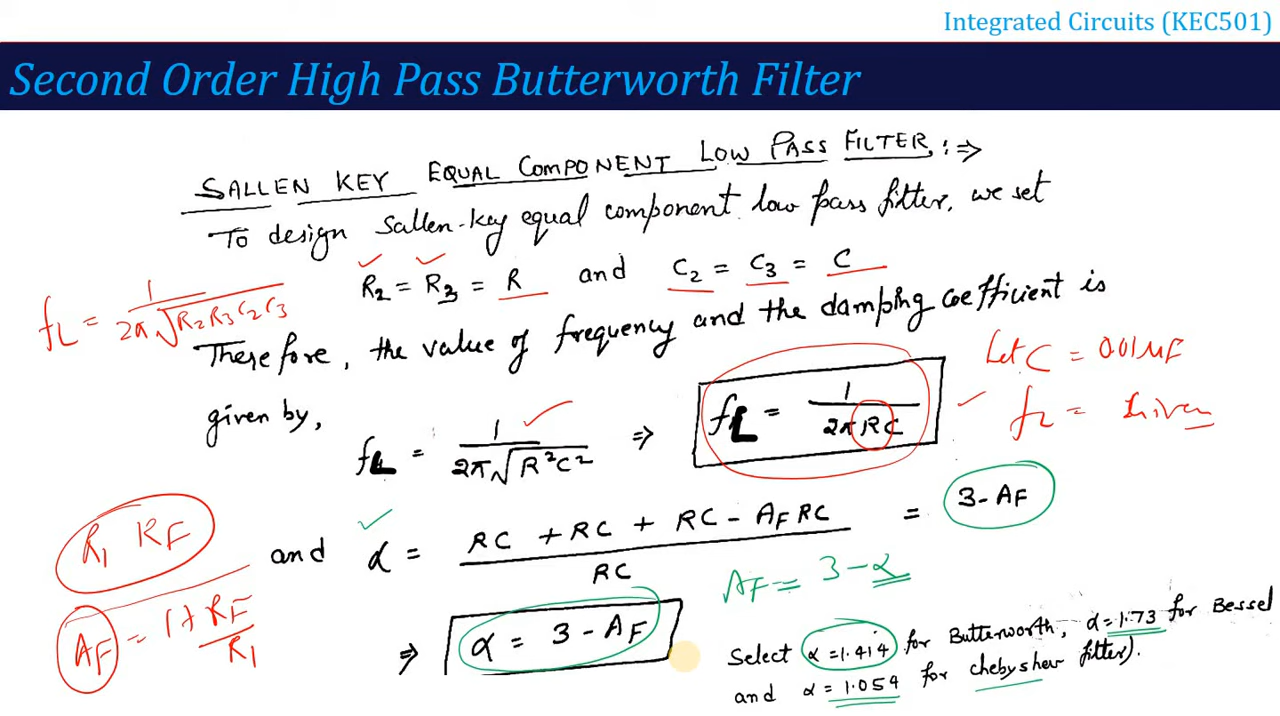 Integrated Circuits (KEC501)
Second Order High Pass Butterworth Filter
SALLEN KEY EQUAL COMPONENT LOW PASS FILTER :⇒
To design Sallen-Key equal component low pass filter, we set
R2 = R3 = R and C2 = C3 = C
fL = 1 / 2π√R2R3C2C3
Therefore, the value of frequency and the damping coefficient is
given by,
Let C = 0.01μF
fL = 1 / 2π√R²C² ⇒ fL = 1 / 2πRC
fL = Given
R1 RF
and α = RC + RC + RC - AF RC / RC = 3 - AF
AF = 3 - α
AF = 1 + RF / R1
⇒ α = 3 - AF
Select α = 1.414 for Butterworth, α = 1.73 for Bessel
and α = 1.054 for chebyshev filter).